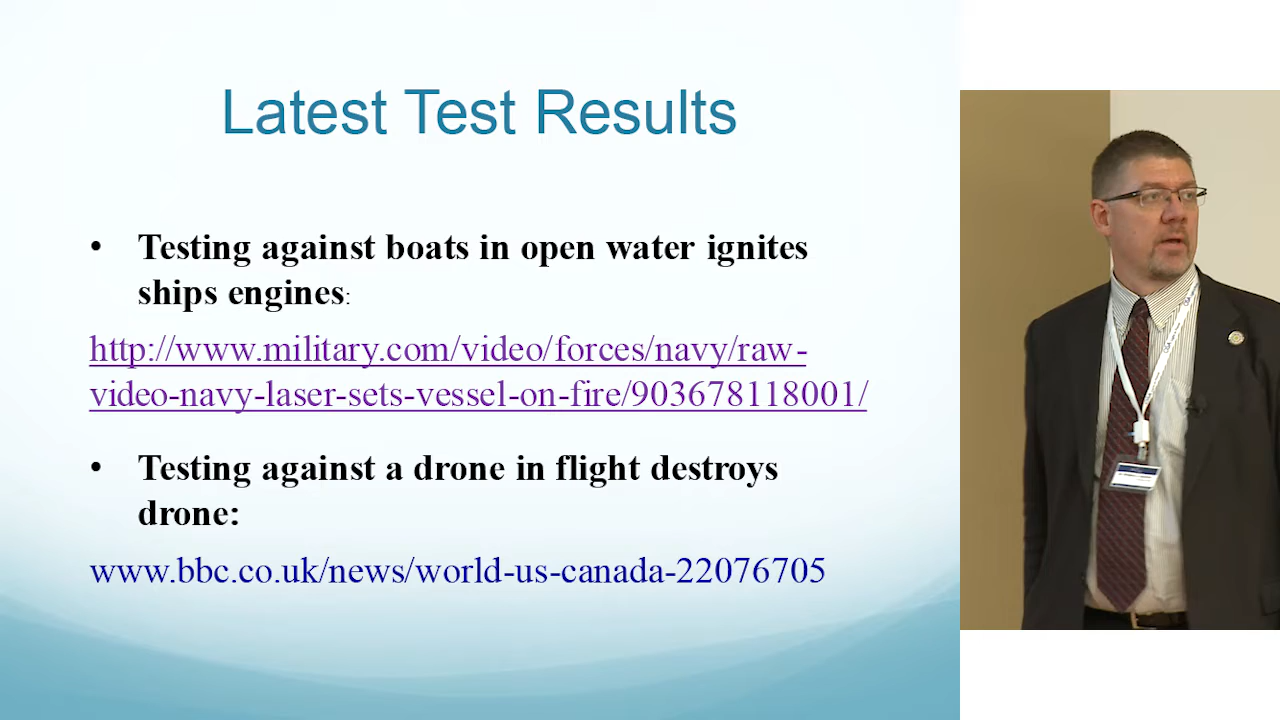 Latest Test Results
• Testing against boats in open water ignites
ships engines:
http://www.military.com/video/forces/navy/raw-
video-navy-laser-sets-vessel-on-fire/903678118001/
• Testing against a drone in flight destroys
drone:
www.bbc.co.uk/news/world-us-canada-22076705